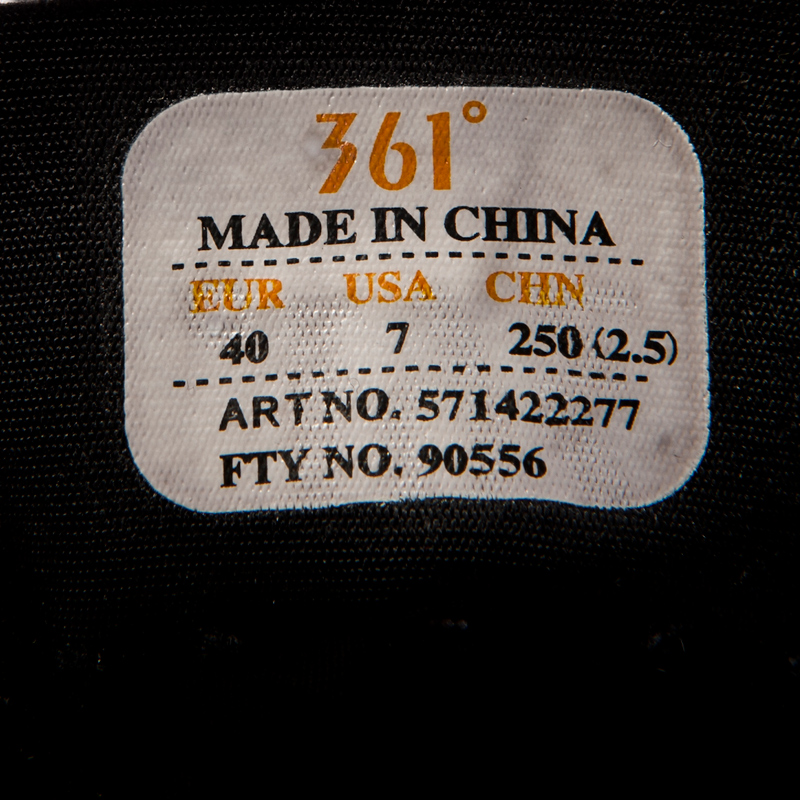 361°
MADE IN CHINA
EUR USA CHN
40 7 250 (2.5)
ART NO. 571422277
FTY NO. 90556